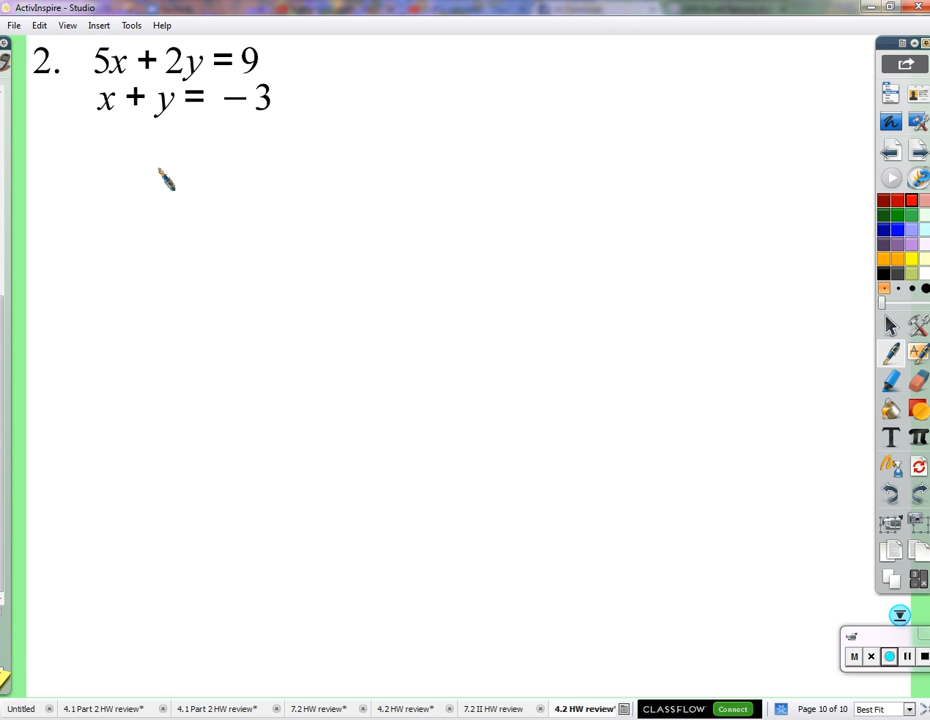 ActivInspire - Studio
File Edit View Insert Tools Help
2. 5x + 2y = 9
x + y = − 3
T π
M
Untitled 4.1 Part 2 HW review* 4.1 Part 2 HW review* 7.2 HW review* 4.2 HW review* 7.2 II HW review 4.2 HW review* CLASSFLOW Connect Page 10 of 10 Best Fit